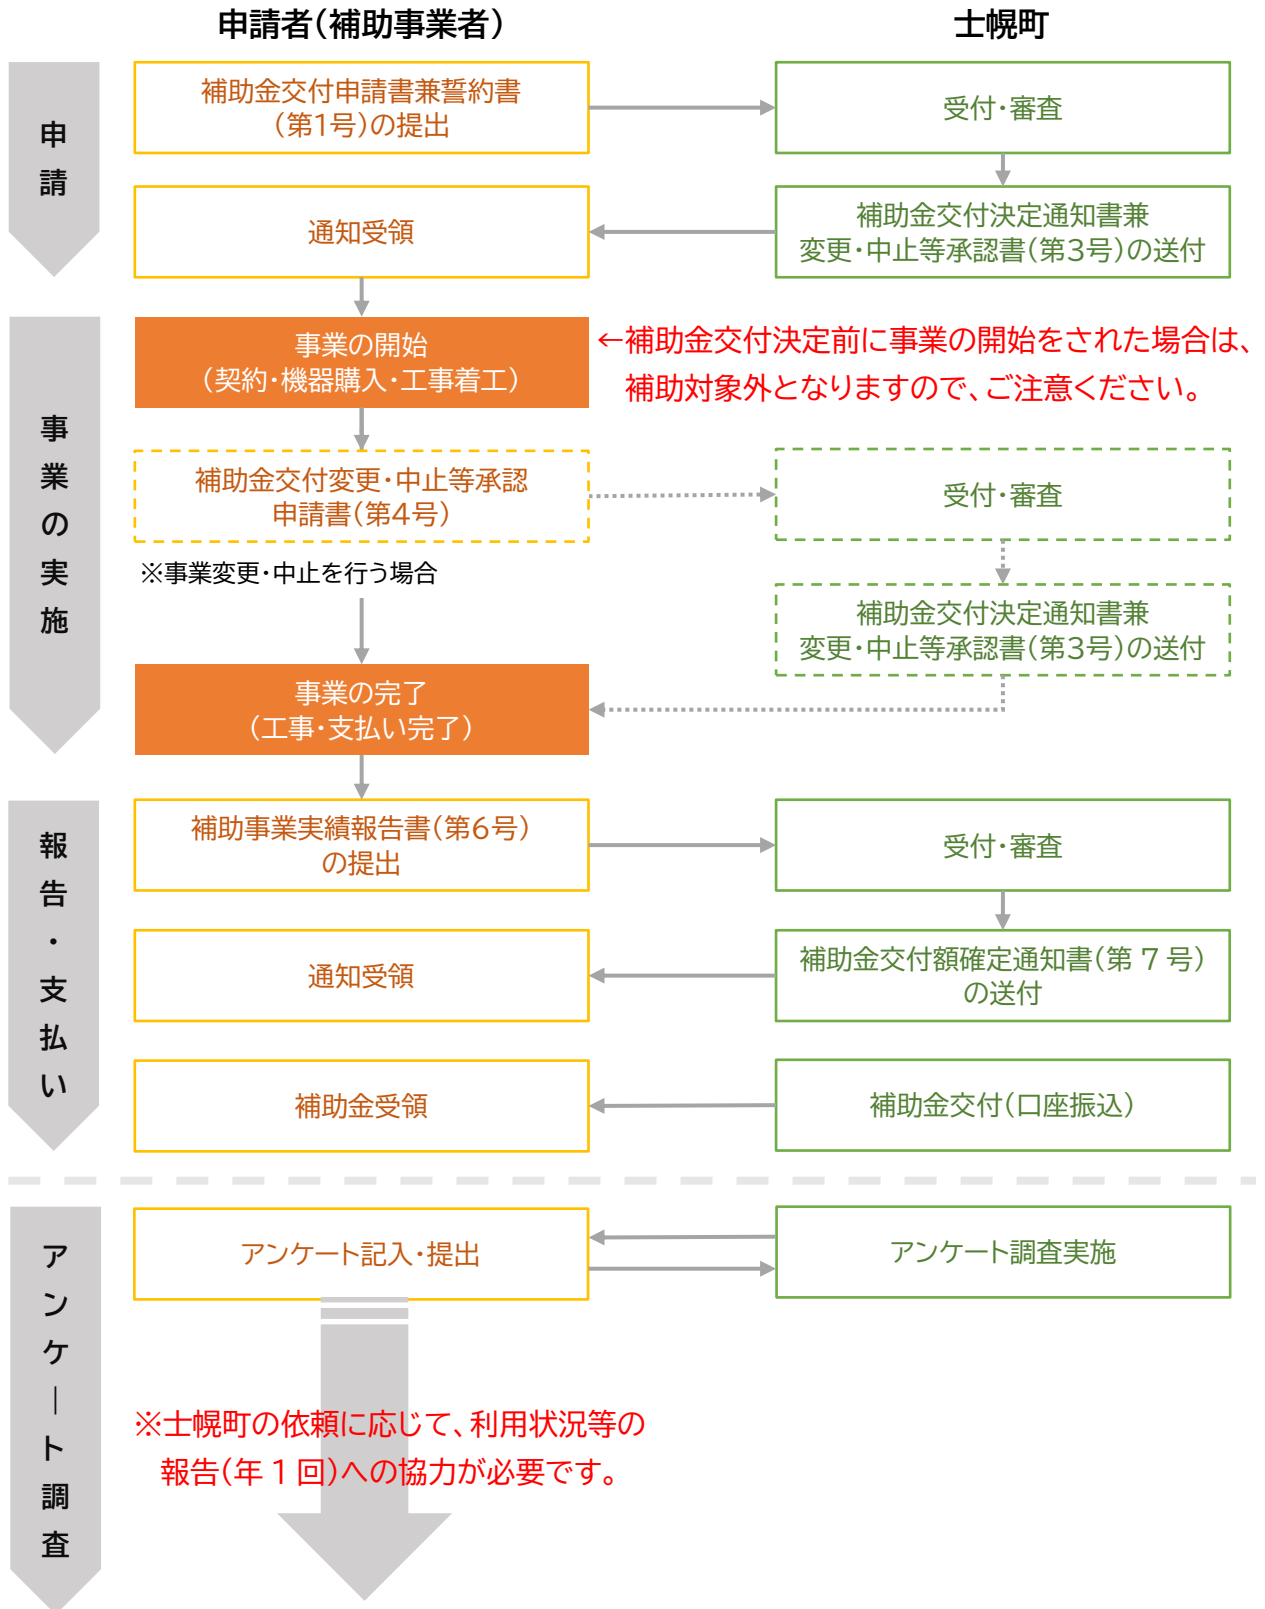 申請者(補助事業者)
士幌町
申請
補助金交付申請書兼誓約書
(第1号)の提出
受付・審査
通知受領
補助金交付決定通知書兼
変更・中止等承認書(第3号)の送付
事業の実施
事業の開始
(契約・機器購入・工事着工)
←補助金交付決定前に事業の開始をされた場合は、
補助対象外となりますので、ご注意ください。
補助金交付変更・中止等承認
申請書(第4号)
受付・審査
※事業変更・中止を行う場合
補助金交付決定通知書兼
変更・中止等承認書(第3号)の送付
事業の完了
(工事・支払い完了)
報告・支払い
補助事業実績報告書(第6号)
の提出
受付・審査
通知受領
補助金交付額確定通知書(第 7 号)
の送付
補助金受領
補助金交付(口座振込)
アンケート調査
アンケート記入・提出
アンケート調査実施
※士幌町の依頼に応じて、利用状況等の
報告(年 1 回)への協力が必要です。